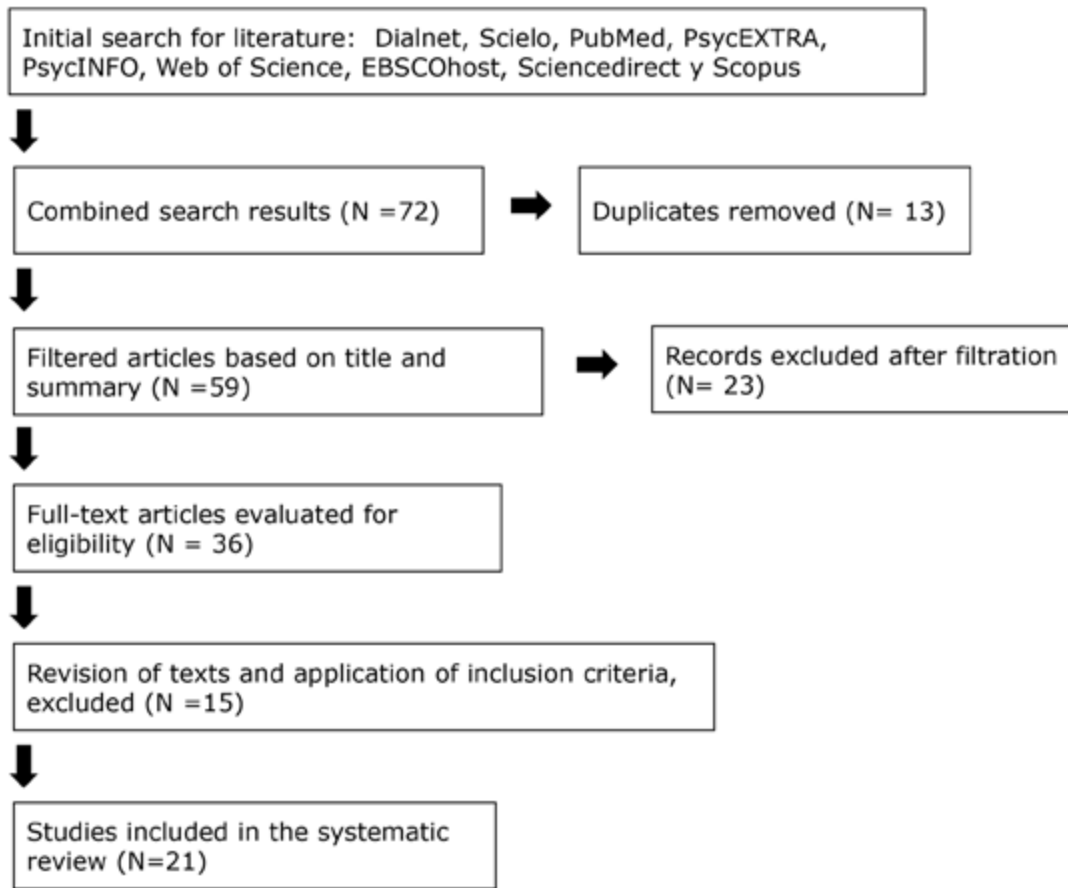 Initial search for literature: Dialnet, Scielo, PubMed, PsycEXTRA,
PsycINFO, Web of Science, EBSCOhost, Sciencedirect y Scopus
Combined search results (N =72)
Duplicates removed (N= 13)
Filtered articles based on title and
summary (N =59)
Records excluded after filtration
(N= 23)
Full-text articles evaluated for
eligibility (N = 36)
Revision of texts and application of inclusion criteria,
excluded (N =15)
Studies included in the systematic
review (N=21)